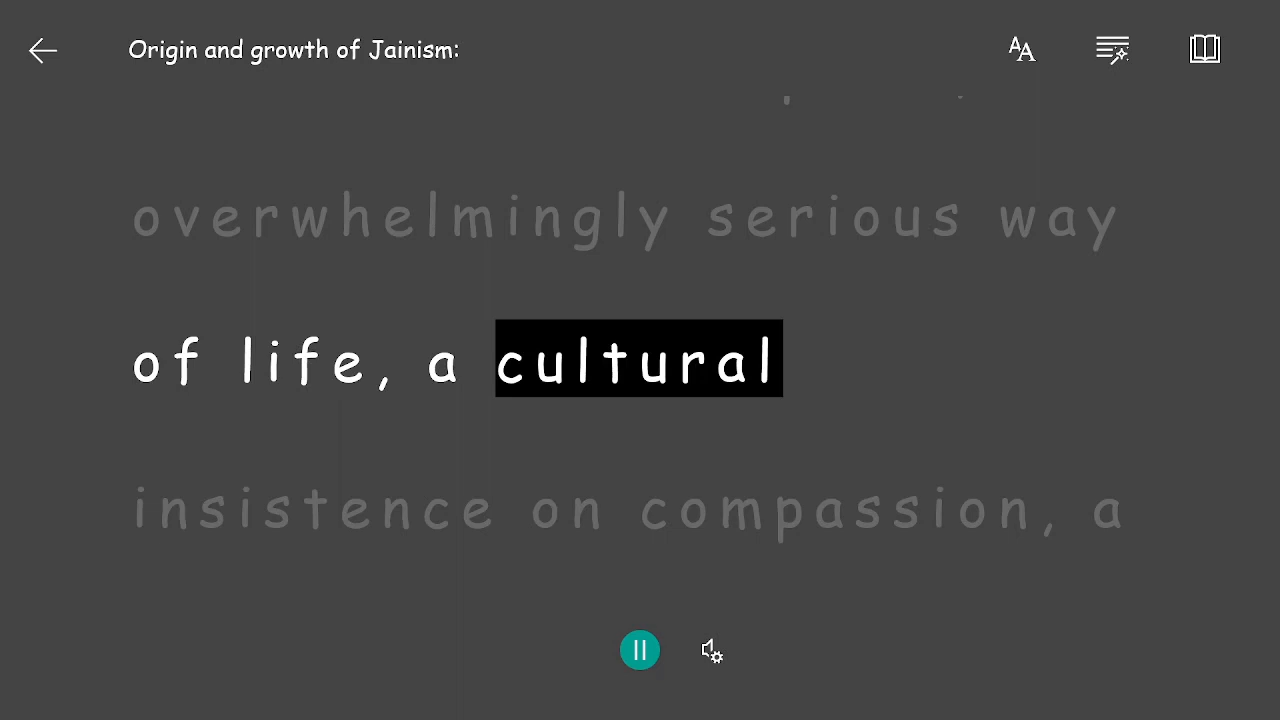 Origin and growth of Jainism:
overwhelmingly serious way
of life, a cultural
insistence on compassion, a